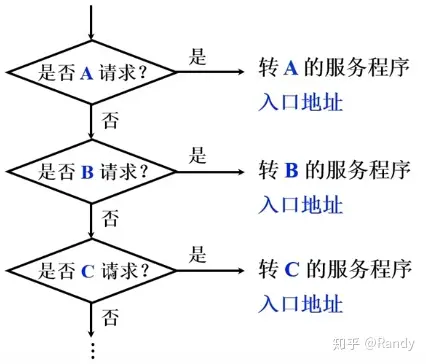 是否 A 请求?
是
转 A 的服务程序
入口地址
否
是否 B 请求?
是
转 B 的服务程序
入口地址
否
是否 C 请求?
是
转 C 的服务程序
入口地址
否
⋮
知乎 @Randy